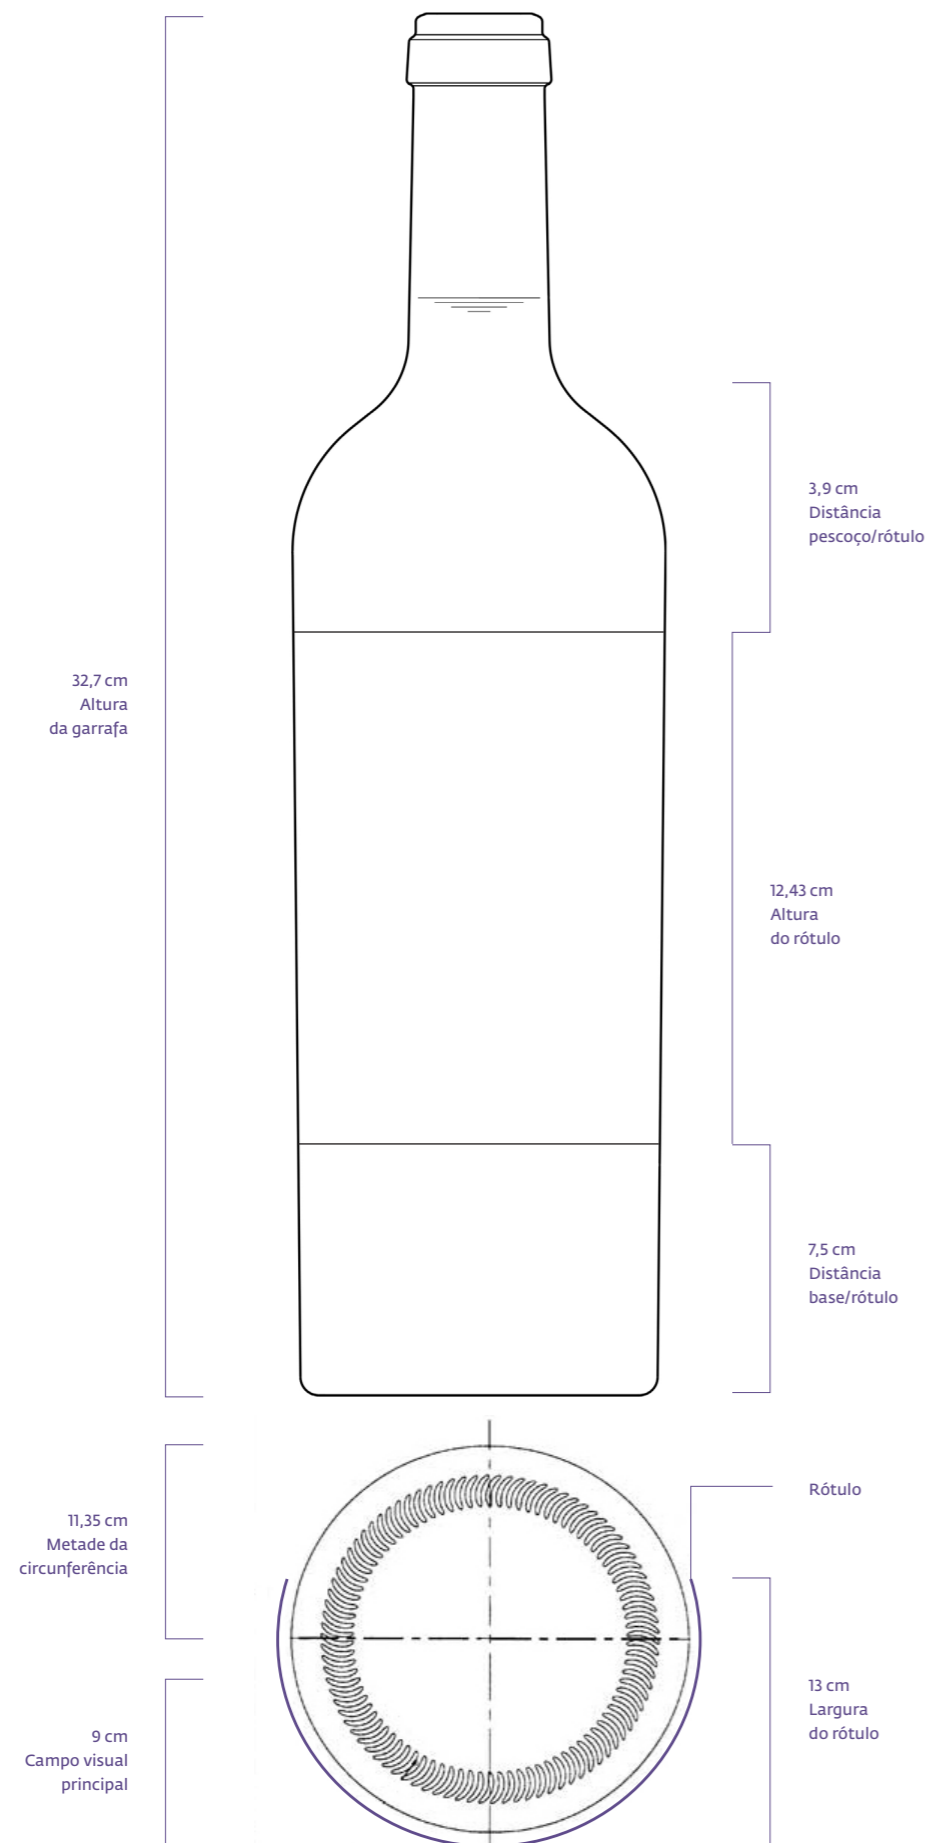 3,9 cm
Distância
pescoço/rótulo
32,7 cm
Altura
da garrafa
12,43 cm
Altura
do rótulo
7,5 cm
Distância
base/rótulo
Rótulo
11,35 cm
Metade da
circunferência
13 cm
Largura
do rótulo
9 cm
Campo visual
principal